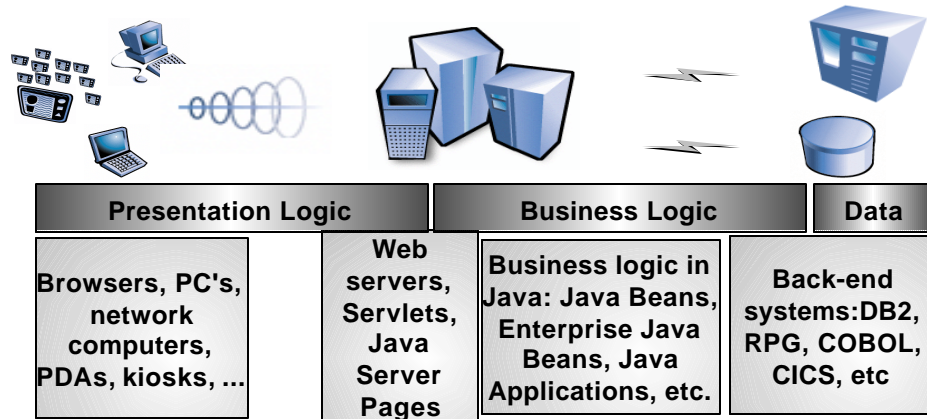 Presentation Logic
Business Logic
Data
Browsers, PC's,
network
computers,
PDAs, kiosks, ...
Web
servers,
Servlets,
Java
Server
Pages
Business logic in
Java: Java Beans,
Enterprise Java
Beans, Java
Applications, etc.
Back-end
systems:DB2,
RPG, COBOL,
CICS, etc